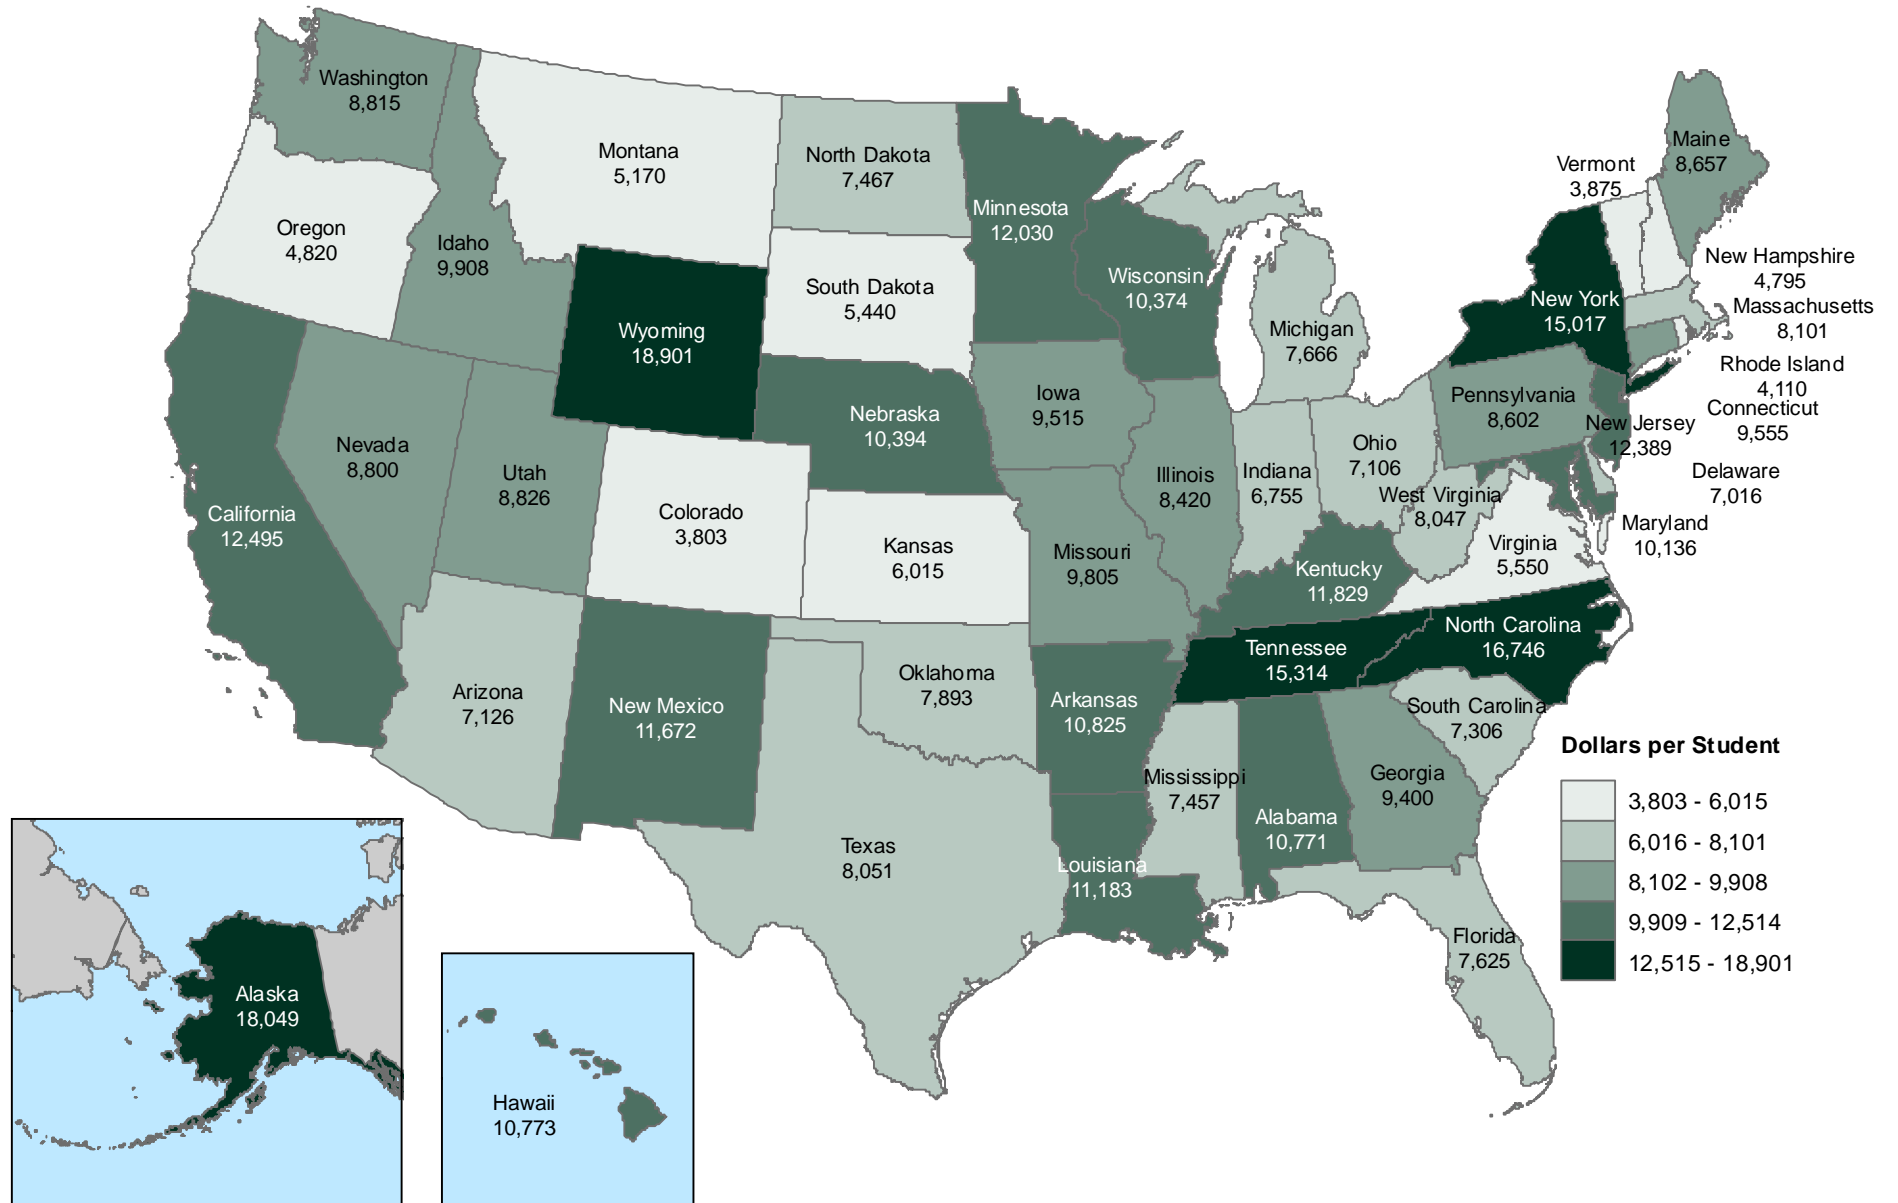 Washington
8,815
Oregon
4,820
Idaho
9,908
Montana
5,170
North Dakota
7,467
South Dakota
5,440
Minnesota
12,030
Wisconsin
10,374
Wyoming
18,901
Nebraska
10,394
Iowa
9,515
Michigan
7,666
Vermont
3,875
Maine
8,657
New Hampshire
4,795
New York
15,017
Massachusetts
8,101
Rhode Island
4,110
Connecticut
9,555
Pennsylvania
8,602
New Jersey
12,389
Delaware
7,016
Maryland
10,136
California
12,495
Nevada
8,800
Utah
8,826
Colorado
3,803
Kansas
6,015
Missouri
9,805
Illinois
8,420
Indiana
6,755
Ohio
7,106
West Virginia
8,047
Virginia
5,550
Kentucky
11,829
North Carolina
16,746
Tennessee
15,314
South Carolina
7,306
Arizona
7,126
New Mexico
11,672
Oklahoma
7,893
Arkansas
10,825
Texas
8,051
Louisiana
11,183
Mississippi
7,457
Alabama
10,771
Georgia
9,400
Florida
7,625
Alaska
18,049
Hawaii
10,773
Dollars per Student
3,803 - 6,015
6,016 - 8,101
8,102 - 9,908
9,909 - 12,514
12,515 - 18,901